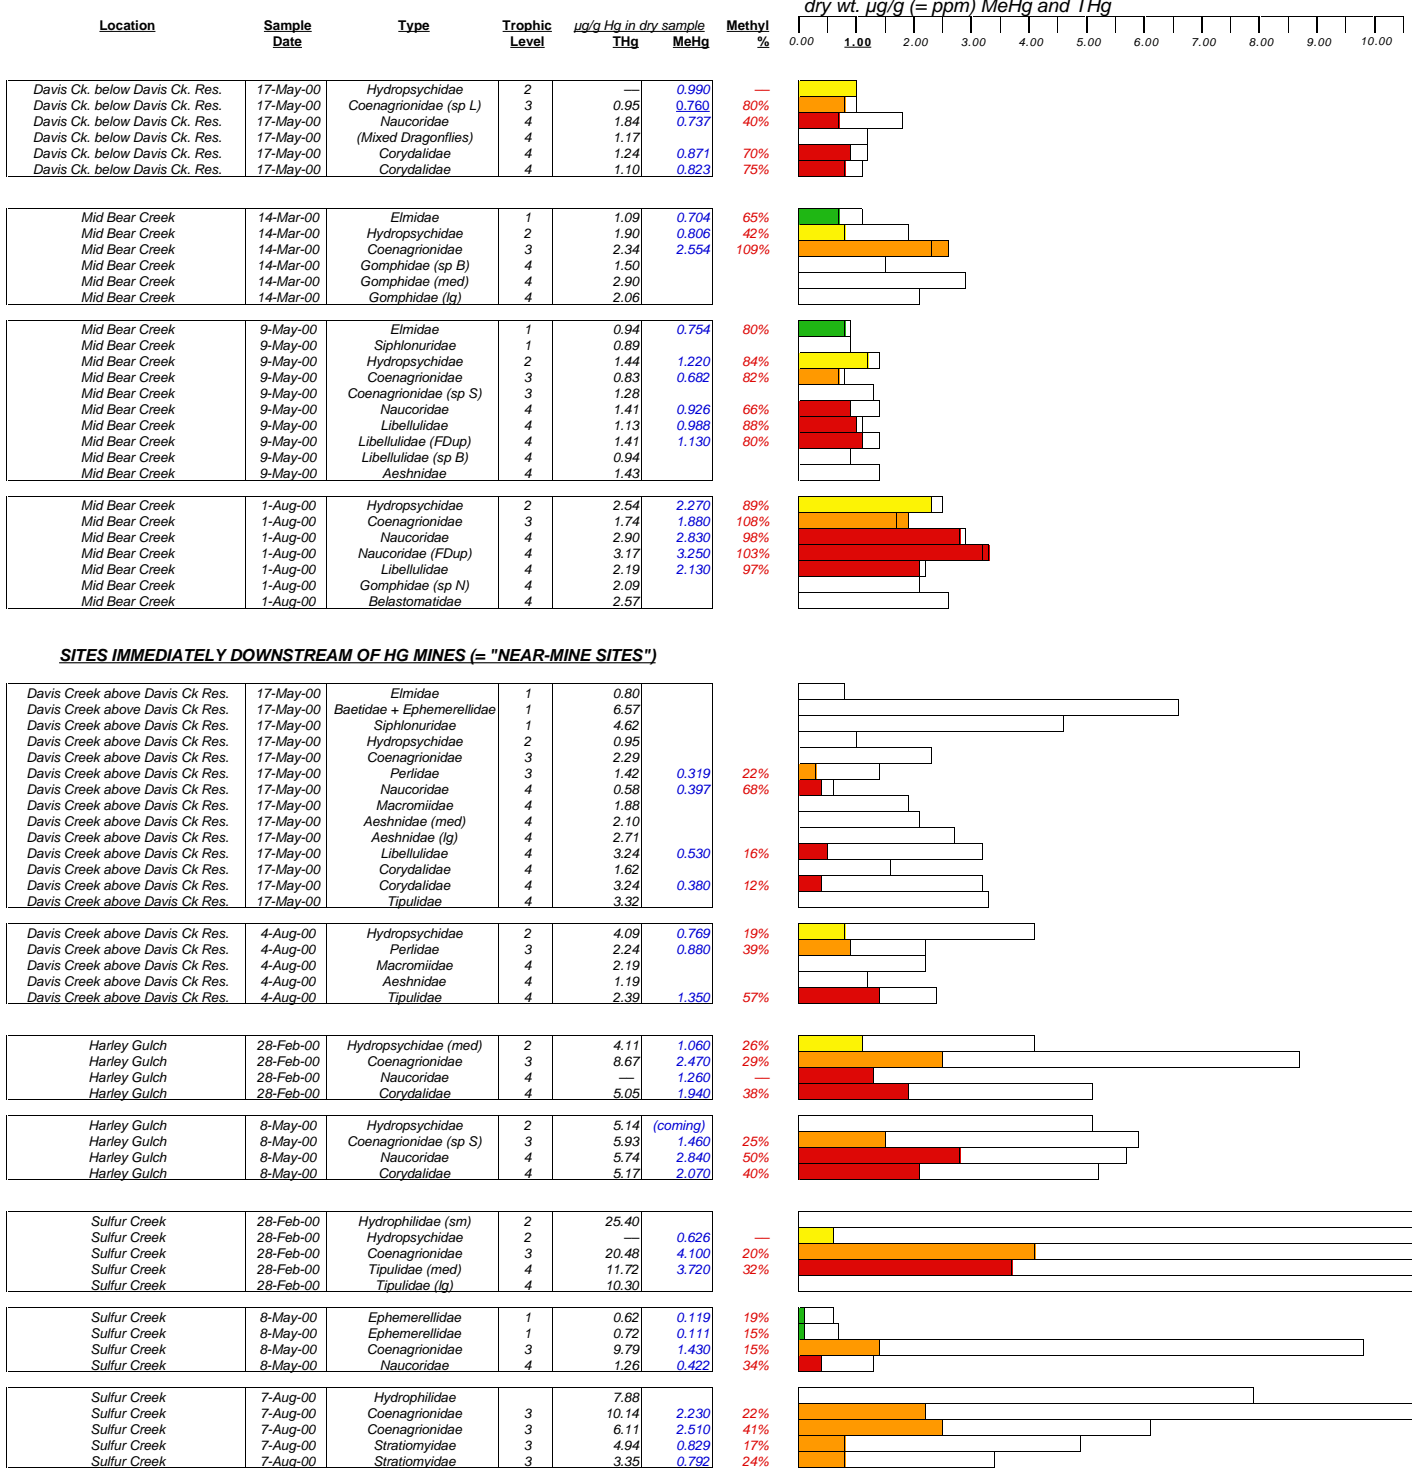 dry wt. µg/g (= ppm) MeHg and THg
Location Sample Type Trophic µg/g Hg in dry sample Methyl
Date Level THg MeHg %
0.00 1.00 2.00 3.00 4.00 5.00 6.00 7.00 8.00 9.00 10.00
Davis Ck. below Davis Ck. Res. 17-May-00 Hydropsychidae 2 — 0.990 —
Davis Ck. below Davis Ck. Res. 17-May-00 Coenagrionidae (sp L) 3 0.95 0.760 80%
Davis Ck. below Davis Ck. Res. 17-May-00 Naucoridae 4 1.84 0.737 40%
Davis Ck. below Davis Ck. Res. 17-May-00 (Mixed Dragonflies) 4 1.17
Davis Ck. below Davis Ck. Res. 17-May-00 Corydalidae 4 1.24 0.871 70%
Davis Ck. below Davis Ck. Res. 17-May-00 Corydalidae 4 1.10 0.823 75%
Mid Bear Creek 14-Mar-00 Elmidae 1 1.09 0.704 65%
Mid Bear Creek 14-Mar-00 Hydropsychidae 2 1.90 0.806 42%
Mid Bear Creek 14-Mar-00 Coenagrionidae 3 2.34 2.554 109%
Mid Bear Creek 14-Mar-00 Gomphidae (sp B) 4 1.50
Mid Bear Creek 14-Mar-00 Gomphidae (med) 4 2.90
Mid Bear Creek 14-Mar-00 Gomphidae (lg) 4 2.06
Mid Bear Creek 9-May-00 Elmidae 1 0.94 0.754 80%
Mid Bear Creek 9-May-00 Siphlonuridae 1 0.89
Mid Bear Creek 9-May-00 Hydropsychidae 2 1.44 1.220 84%
Mid Bear Creek 9-May-00 Coenagrionidae 3 0.83 0.682 82%
Mid Bear Creek 9-May-00 Coenagrionidae (sp S) 3 1.28
Mid Bear Creek 9-May-00 Naucoridae 4 1.41 0.926 66%
Mid Bear Creek 9-May-00 Libellulidae 4 1.13 0.988 88%
Mid Bear Creek 9-May-00 Libellulidae (FDup) 4 1.41 1.130 80%
Mid Bear Creek 9-May-00 Libellulidae (sp B) 4 0.94
Mid Bear Creek 9-May-00 Aeshnidae 4 1.43
Mid Bear Creek 1-Aug-00 Hydropsychidae 2 2.54 2.270 89%
Mid Bear Creek 1-Aug-00 Coenagrionidae 3 1.74 1.880 108%
Mid Bear Creek 1-Aug-00 Naucoridae 4 2.90 2.830 98%
Mid Bear Creek 1-Aug-00 Naucoridae (FDup) 4 3.17 3.250 103%
Mid Bear Creek 1-Aug-00 Libellulidae 4 2.19 2.130 97%
Mid Bear Creek 1-Aug-00 Gomphidae (sp N) 4 2.09
Mid Bear Creek 1-Aug-00 Belastomatidae 4 2.57
SITES IMMEDIATELY DOWNSTREAM OF HG MINES (= "NEAR-MINE SITES")
Davis Creek above Davis Ck Res. 17-May-00 Elmidae 1 0.80
Davis Creek above Davis Ck Res. 17-May-00 Baetidae + Ephemerellidae 1 6.57
Davis Creek above Davis Ck Res. 17-May-00 Siphlonuridae 1 4.62
Davis Creek above Davis Ck Res. 17-May-00 Hydropsychidae 2 0.95
Davis Creek above Davis Ck Res. 17-May-00 Coenagrionidae 3 2.29
Davis Creek above Davis Ck Res. 17-May-00 Perlidae 3 1.42 0.319 22%
Davis Creek above Davis Ck Res. 17-May-00 Naucoridae 4 0.58 0.397 68%
Davis Creek above Davis Ck Res. 17-May-00 Macromiidae 4 1.88
Davis Creek above Davis Ck Res. 17-May-00 Aeshnidae (med) 4 2.10
Davis Creek above Davis Ck Res. 17-May-00 Aeshnidae (lg) 4 2.71
Davis Creek above Davis Ck Res. 17-May-00 Libellulidae 4 3.24 0.530 16%
Davis Creek above Davis Ck Res. 17-May-00 Corydalidae 4 1.62
Davis Creek above Davis Ck Res. 17-May-00 Corydalidae 4 3.24 0.380 12%
Davis Creek above Davis Ck Res. 17-May-00 Tipulidae 4 3.32
Davis Creek above Davis Ck Res. 4-Aug-00 Hydropsychidae 2 4.09 0.769 19%
Davis Creek above Davis Ck Res. 4-Aug-00 Perlidae 3 2.24 0.880 39%
Davis Creek above Davis Ck Res. 4-Aug-00 Macromiidae 4 2.19
Davis Creek above Davis Ck Res. 4-Aug-00 Aeshnidae 4 1.19
Davis Creek above Davis Ck Res. 4-Aug-00 Tipulidae 4 2.39 1.350 57%
Harley Gulch 28-Feb-00 Hydropsychidae (med) 2 4.11 1.060 26%
Harley Gulch 28-Feb-00 Coenagrionidae 3 8.67 2.470 29%
Harley Gulch 28-Feb-00 Naucoridae 4 — 1.260 —
Harley Gulch 28-Feb-00 Corydalidae 4 5.05 1.940 38%
Harley Gulch 8-May-00 Hydropsychidae 2 5.14 (coming)
Harley Gulch 8-May-00 Coenagrionidae (sp S) 3 5.93 1.460 25%
Harley Gulch 8-May-00 Naucoridae 4 5.74 2.840 50%
Harley Gulch 8-May-00 Corydalidae 4 5.17 2.070 40%
Sulfur Creek 28-Feb-00 Hydrophilidae (sm) 2 25.40
Sulfur Creek 28-Feb-00 Hydropsychidae 2 — 0.626 —
Sulfur Creek 28-Feb-00 Coenagrionidae 3 20.48 4.100 20%
Sulfur Creek 28-Feb-00 Tipulidae (med) 4 11.72 3.720 32%
Sulfur Creek 28-Feb-00 Tipulidae (lg) 4 10.30
Sulfur Creek 8-May-00 Ephemerellidae 1 0.62 0.119 19%
Sulfur Creek 8-May-00 Ephemerellidae 1 0.72 0.111 15%
Sulfur Creek 8-May-00 Coenagrionidae 3 9.79 1.430 15%
Sulfur Creek 8-May-00 Naucoridae 4 1.26 0.422 34%
Sulfur Creek 7-Aug-00 Hydrophilidae 7.88
Sulfur Creek 7-Aug-00 Coenagrionidae 3 10.14 2.230 22%
Sulfur Creek 7-Aug-00 Coenagrionidae 3 6.11 2.510 41%
Sulfur Creek 7-Aug-00 Stratiomyidae 3 4.94 0.829 17%
Sulfur Creek 7-Aug-00 Stratiomyidae 3 3.35 0.792 24%